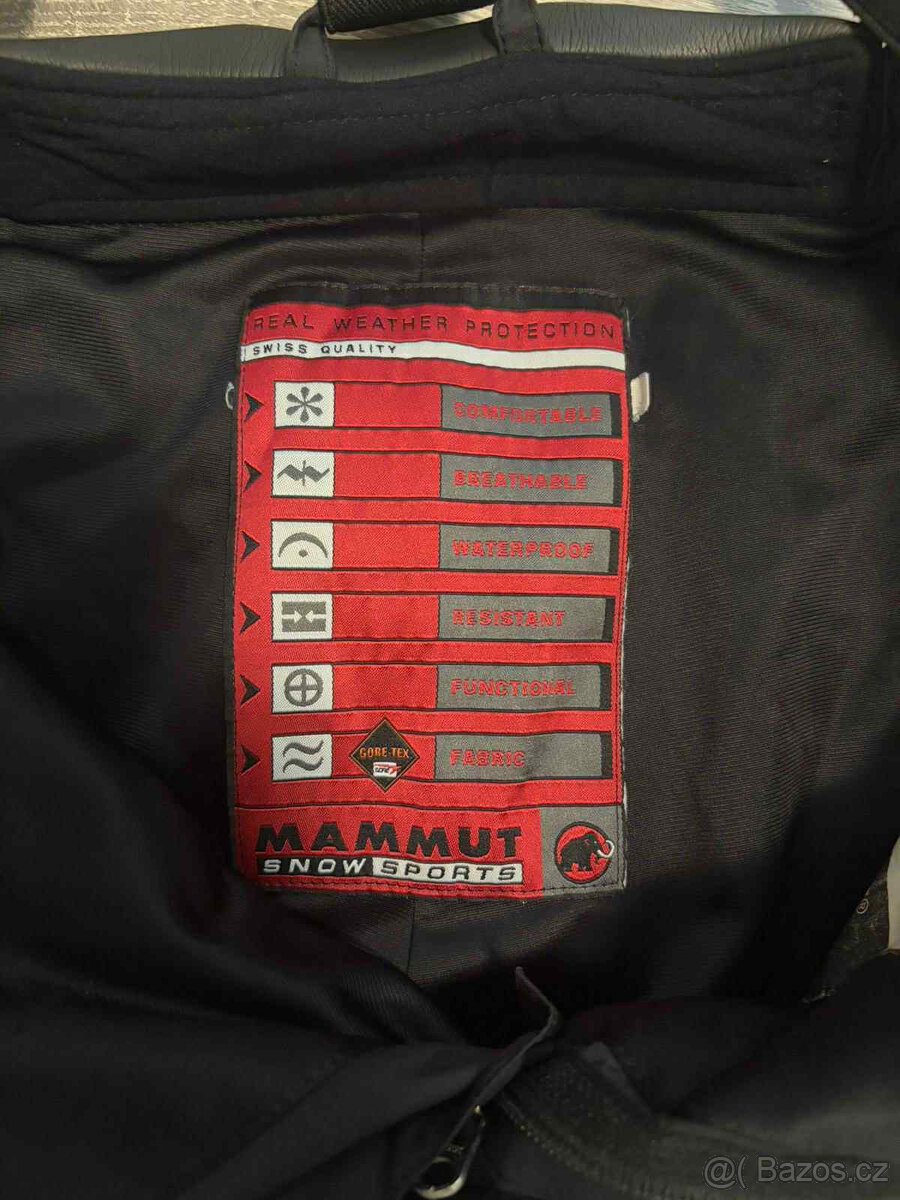 REAL WEATHER PROTECTION
SWISS QUALITY
COMFORTABLE
BREATHABLE
WATERPROOF
RESISTANT
FUNCTIONAL
GORE-TEX
FABRIC
MAMMUT
SNOW SPORTS
®
@( Bazos.cz